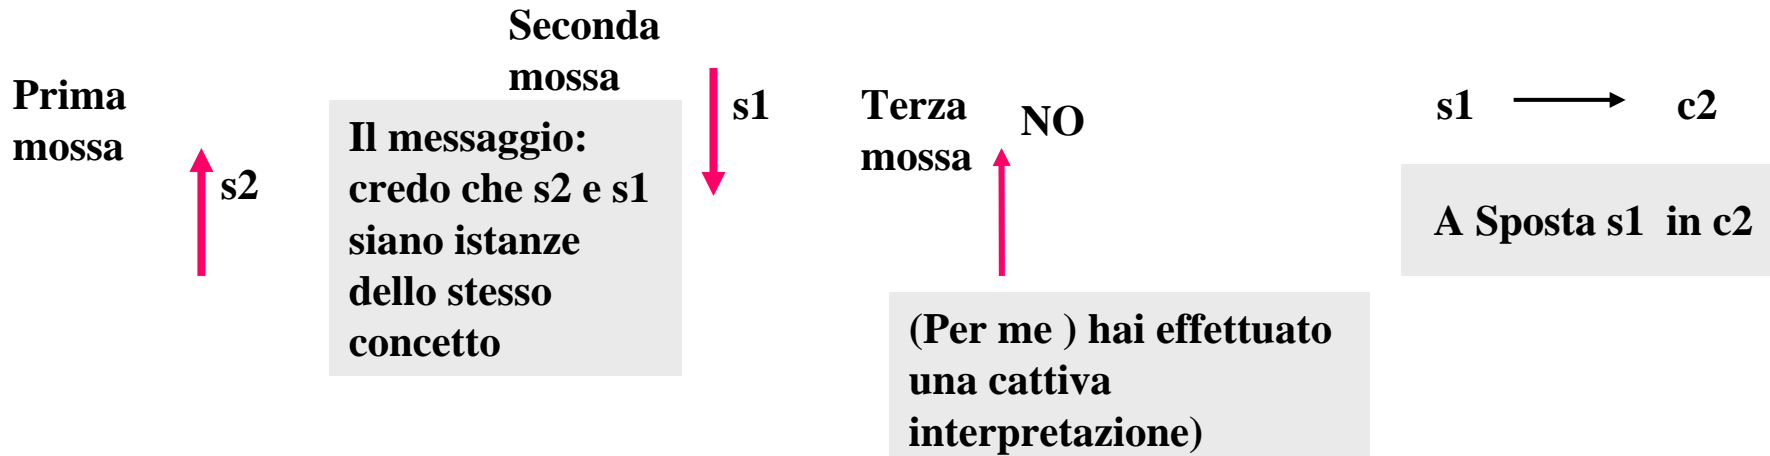 Prima
mossa
s2
Seconda
mossa
Il messaggio:
credo che s2 e s1
siano istanze
dello stesso
concetto
s1
Terza
mossa
NO
(Per me ) hai effettuato
una cattiva
interpretazione)
s1 c2
A Sposta s1 in c2